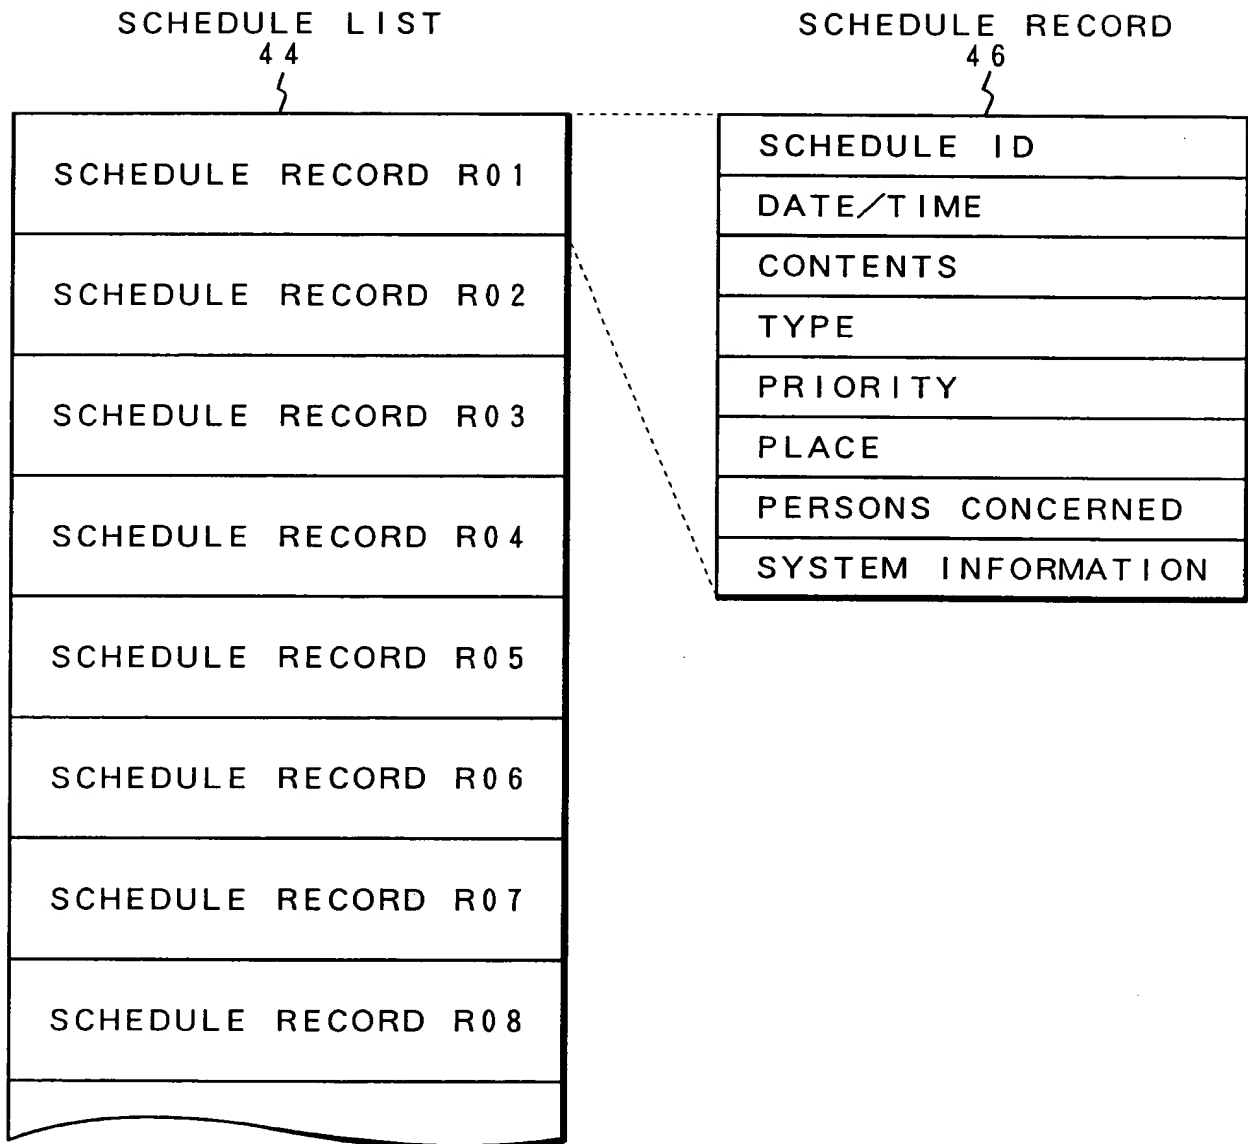 SCHEDULE LIST
44
SCHEDULE RECORD R01
SCHEDULE RECORD R02
SCHEDULE RECORD R03
SCHEDULE RECORD R04
SCHEDULE RECORD R05
SCHEDULE RECORD R06
SCHEDULE RECORD R07
SCHEDULE RECORD R08
SCHEDULE RECORD
46
SCHEDULE ID
DATE/TIME
CONTENTS
TYPE
PRIORITY
PLACE
PERSONS CONCERNED
SYSTEM INFORMATION